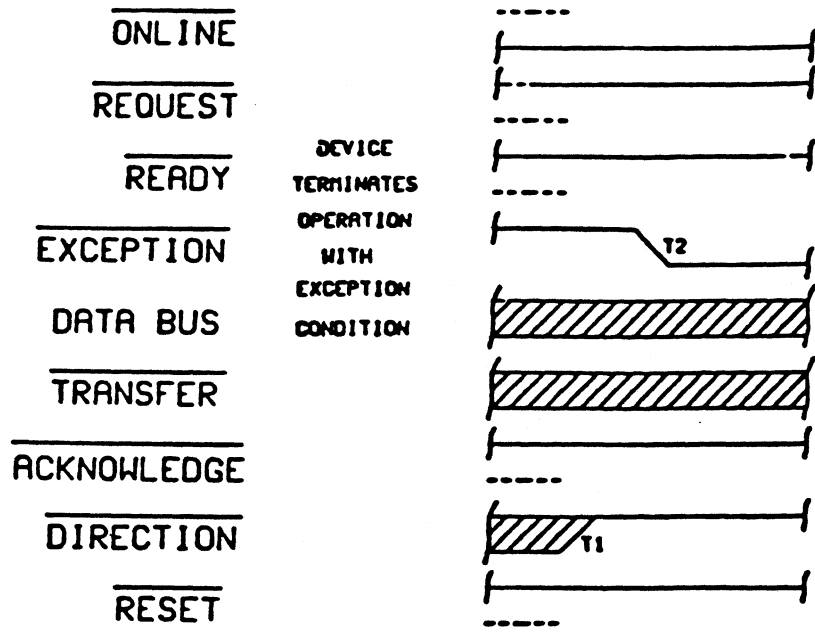 ONLINE
REQUEST
READY
EXCEPTION
DATA BUS
TRANSFER
ACKNOWLEDGE
DIRECTION
RESET
DEVICE
TERMINATES
OPERATION
WITH
EXCEPTION
CONDITION
T2
T1